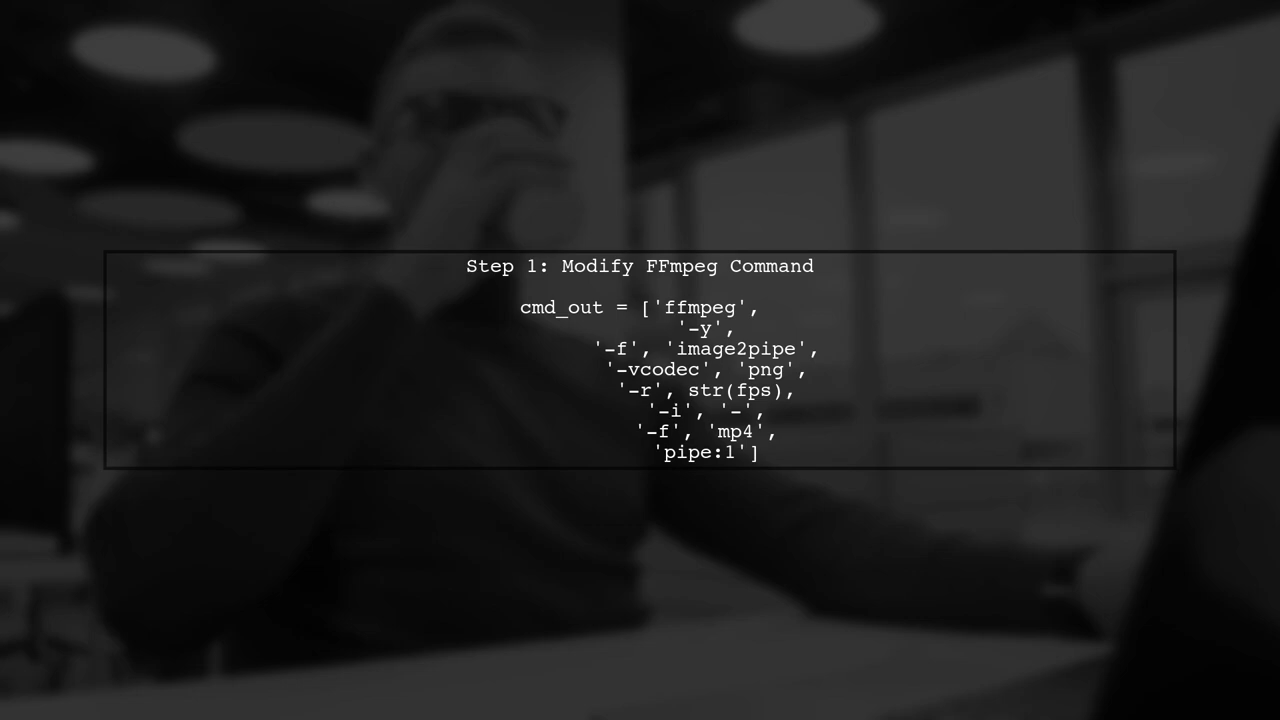 Step 1: Modify FFmpeg Command
cmd_out = ['ffmpeg',
'-y',
'-f', 'image2pipe',
'-vcodec', 'png',
'-r', str(fps),
'-i', '-',
'-f', 'mp4',
'pipe:1']